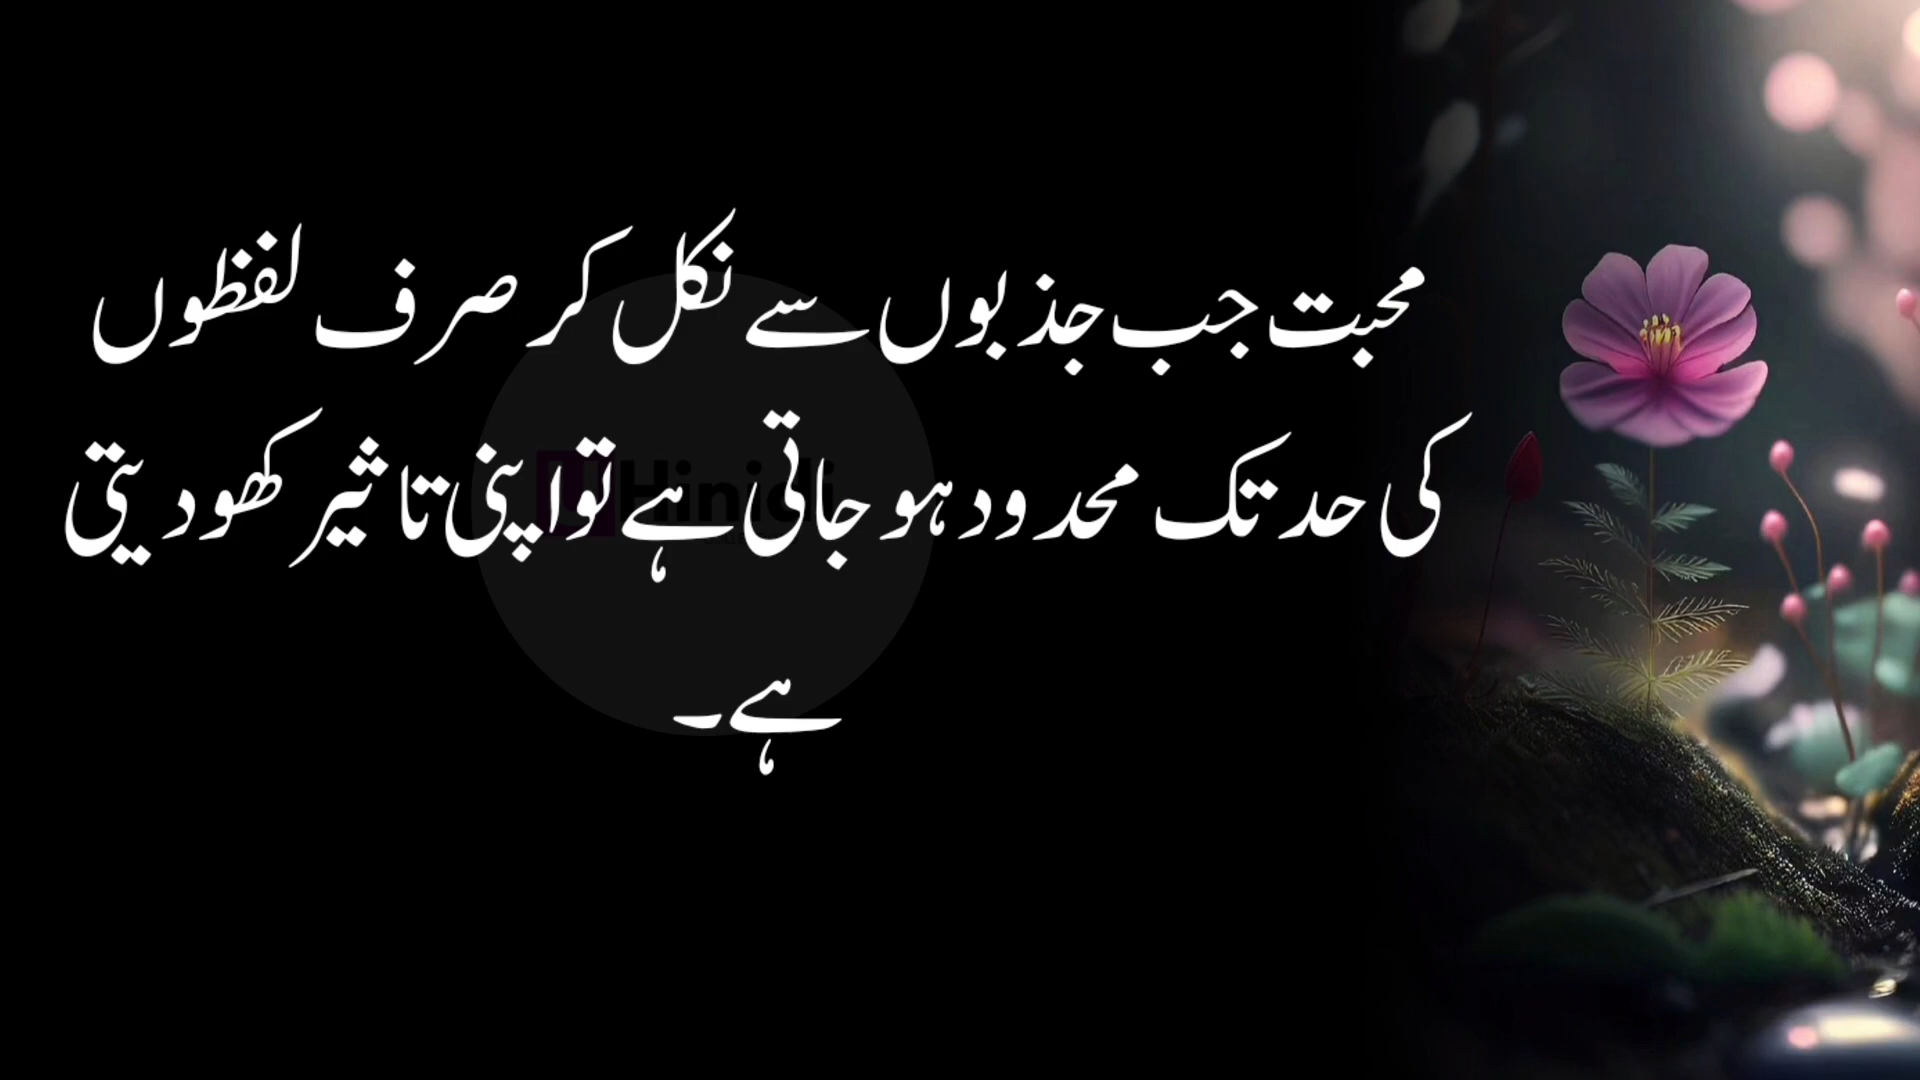 محبت جب جذبوں سے نکل کر صرف لفظوں
کی حد تک محدود ہو جاتی ہے تو اپنی تاثیر کھو دیتی
ہے۔